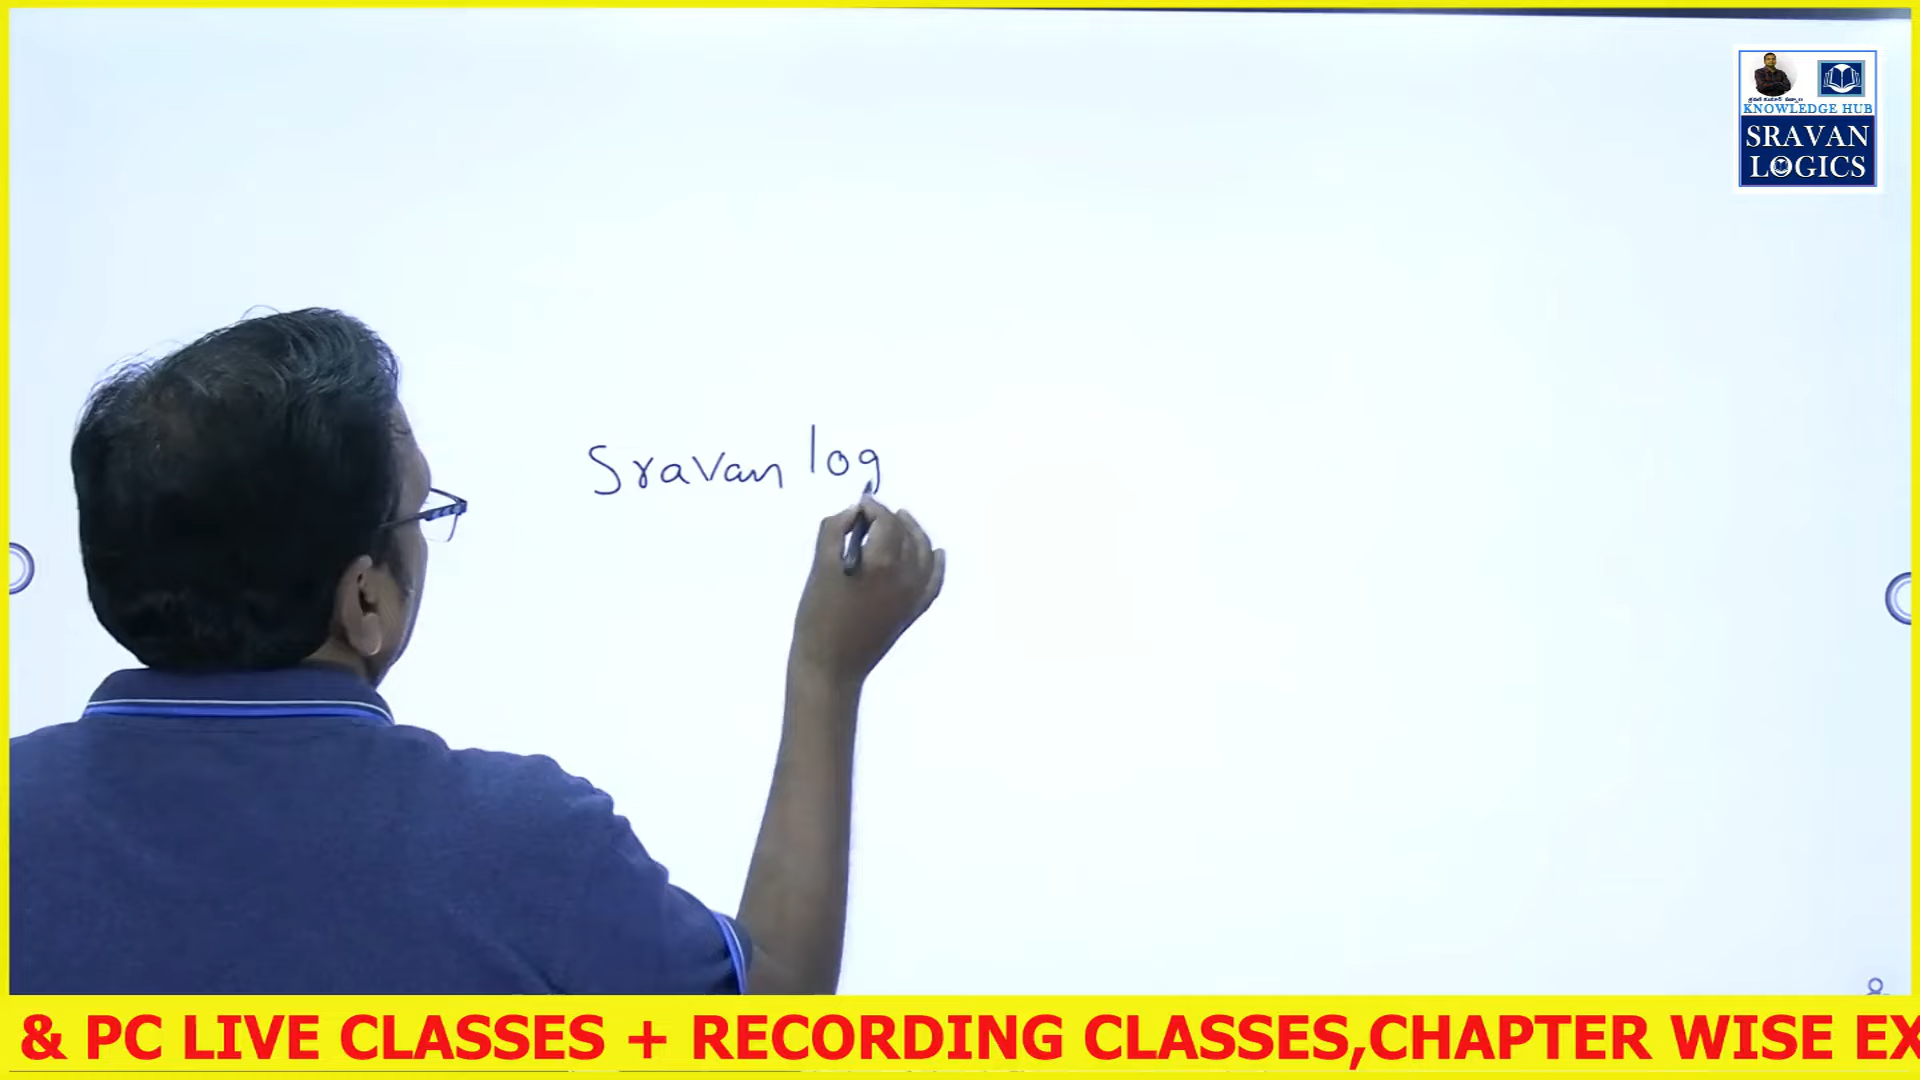 KNOWLEDGE HUB
SRAVAN
LOGICS
Sravan log
& PC LIVE CLASSES + RECORDING CLASSES,CHAPTER WISE EX